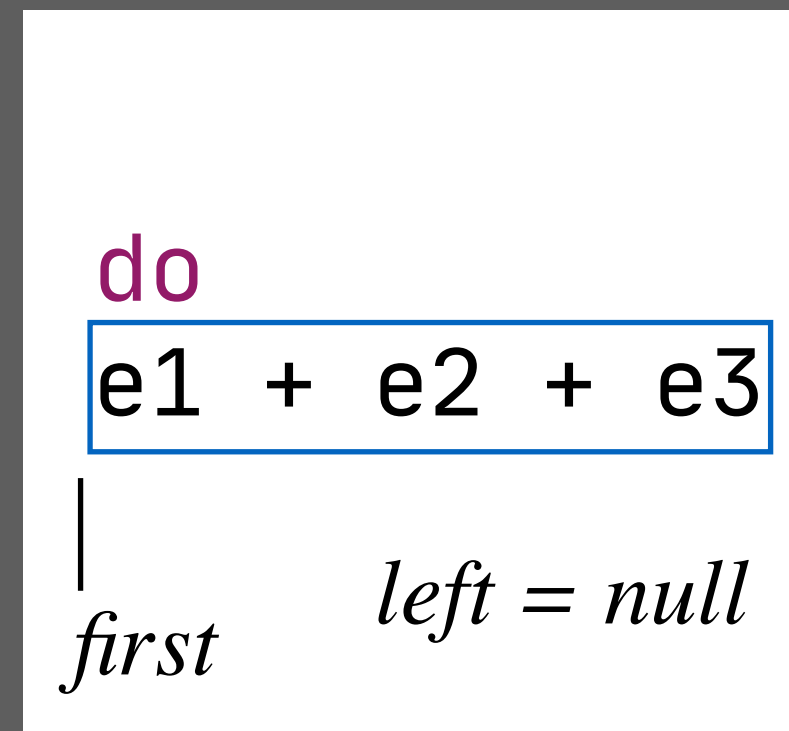 do
e1 + e2 + e3
first
left = null